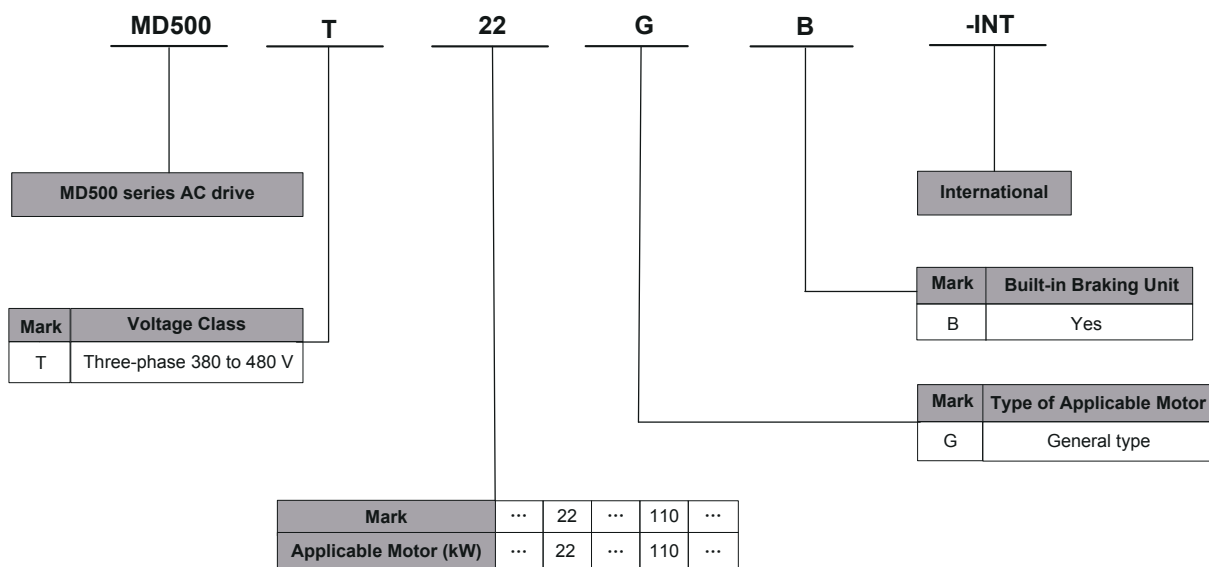 MD500 T 22 G B -INT
MD500 series AC drive
International
Mark Built-in Braking Unit
B Yes
Mark Voltage Class
T Three-phase 380 to 480 V
Mark Type of Applicable Motor
G General type
Mark ··· 22 ··· 110 ···
Applicable Motor (kW) ··· 22 ··· 110 ···